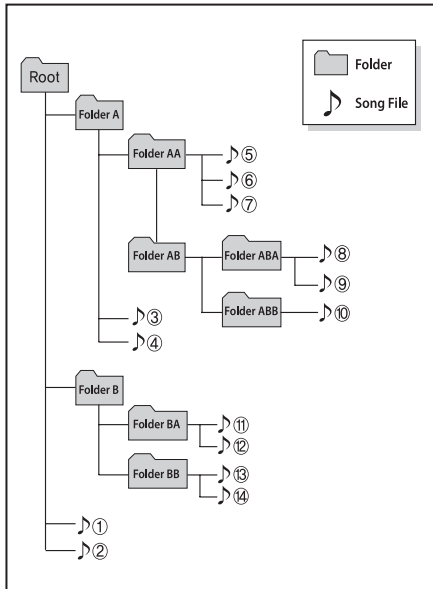 Root
Folder
Song File
Folder A
Folder AA
♪⑤
♪⑥
♪⑦
Folder AB
Folder ABA
♪⑧
♪⑨
Folder ABB
♪⑩
♪③
♪④
Folder B
Folder BA
♪⑪
♪⑫
Folder BB
♪⑬
♪⑭
♪①
♪②